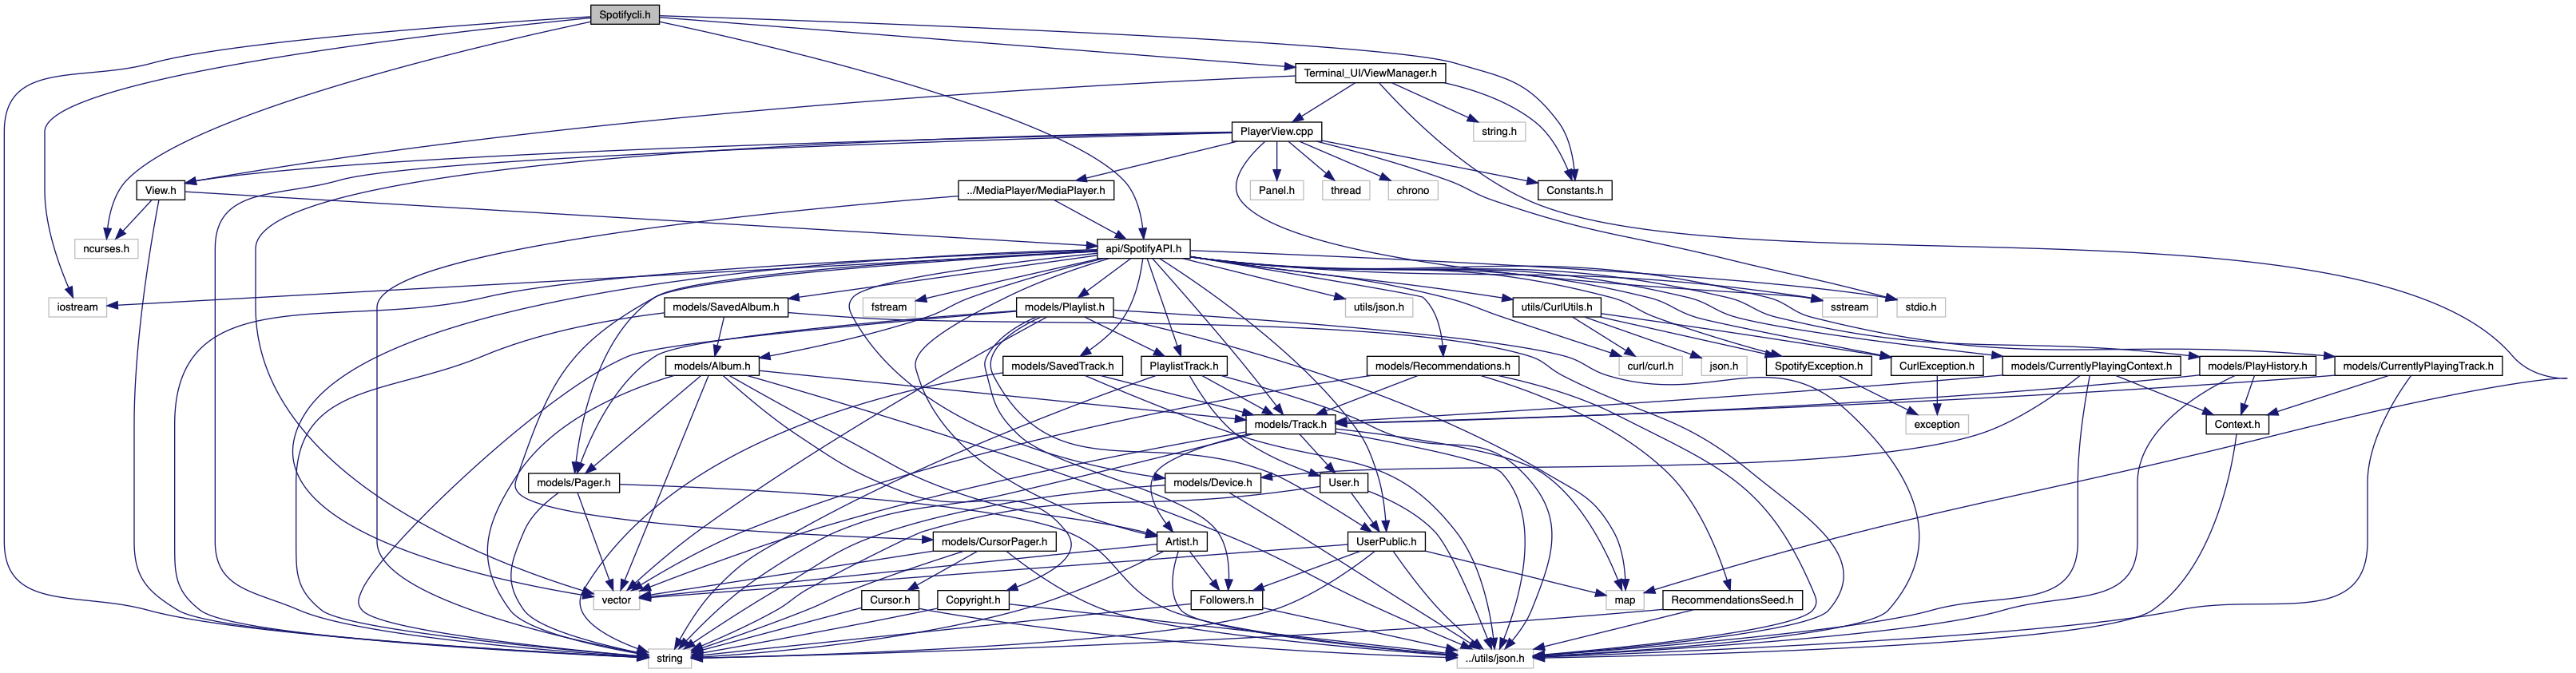 Spotifycli.h
Terminal_UI/ViewManager.h
PlayerView.cpp
string.h
View.h
../MediaPlayer/MediaPlayer.h
Panel.h
thread
chrono
Constants.h
ncurses.h
api/SpotifyAPI.h
iostream
models/SavedAlbum.h
fstream
models/Playlist.h
utils/json.h
utils/CurlUtils.h
sstream
stdio.h
models/Album.h
models/SavedTrack.h
PlaylistTrack.h
models/Recommendations.h
curl/curl.h
json.h
SpotifyException.h
CurlException.h
models/CurrentlyPlayingContext.h
models/PlayHistory.h
models/CurrentlyPlayingTrack.h
models/Track.h
exception
Context.h
models/Pager.h
models/Device.h
User.h
models/CursorPager.h
Artist.h
UserPublic.h
vector
Cursor.h
Copyright.h
Followers.h
map
RecommendationsSeed.h
string
../utils/json.h